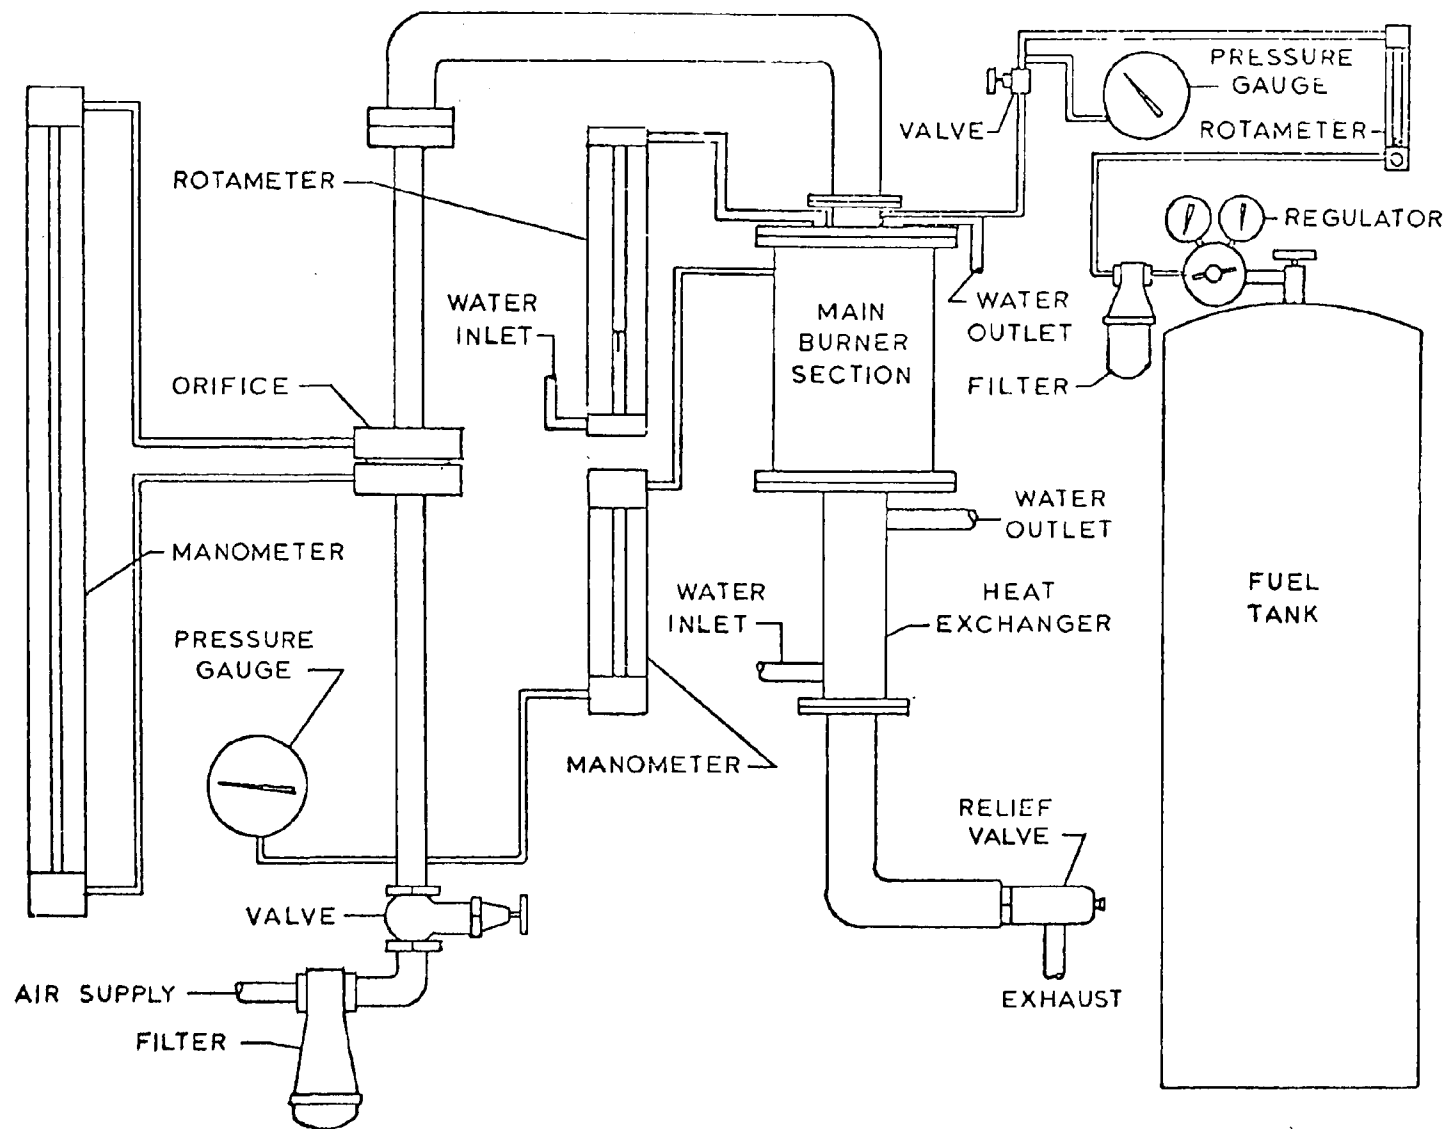 PRESSURE
GAUGE
VALVE
ROTAMETER
ROTAMETER
REGULATOR
WATER
INLET
MAIN
BURNER
SECTION
WATER
OUTLET
ORIFICE
FILTER
WATER
OUTLET
MANOMETER
FUEL
TANK
WATER
INLET
HEAT
EXCHANGER
PRESSURE
GAUGE
MANOMETER
RELIEF
VALVE
VALVE
AIR SUPPLY
EXHAUST
FILTER